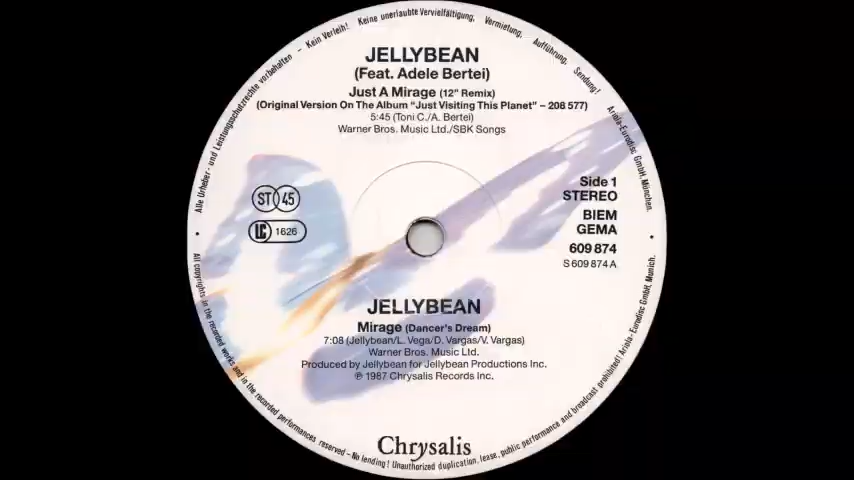 JELLYBEAN
(Feat. Adele Bertei)
Just A Mirage (12" Remix)
(Original Version On The Album "Just Visiting This Planet" – 208 577)
5:45 (Toni C./A. Bertei)
Warner Bros. Music Ltd./SBK Songs
ST 45
LC 1626
Side 1
STEREO
BIEM
GEMA
609 874
S 609 874 A
JELLYBEAN
Mirage (Dancer's Dream)
7:08 (Jellybean/L. Vega/D. Vargas/V. Vargas)
Warner Bros. Music Ltd.
Produced by Jellybean for Jellybean Productions Inc.
℗ 1987 Chrysalis Records Inc.
Chrysalis
Alle Urheber- und Leistungsschutzrechte vorbehalten – Kein Verleih! Keine unerlaubte Vervielfältigung, Vermietung, Aufführung, Sendung! Ariola-Eurodisc GmbH, München.
All copyrights in the recorded works and in the recorded performances reserved – No lending! Unauthorized duplication, lease, public performance and broadcast prohibited! Ariola-Eurodisc GmbH, Munich.